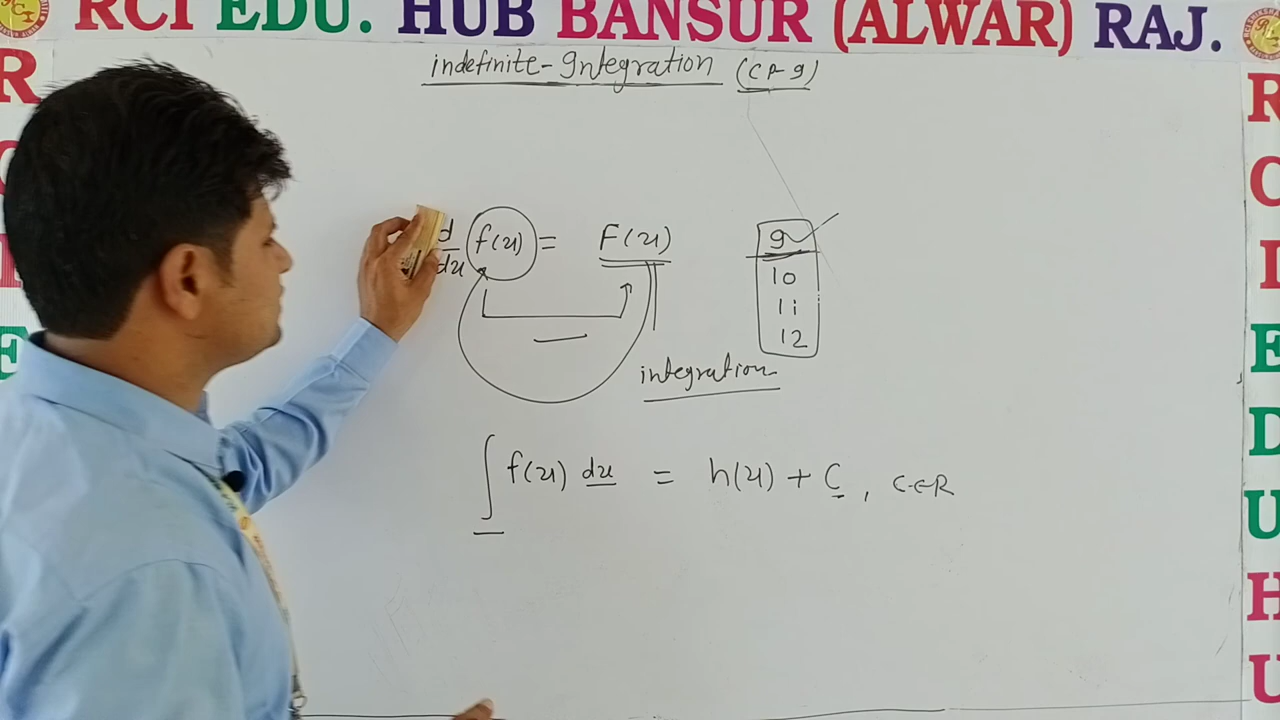 RCI EDU. HUB BANSUR (ALWAR) RAJ.
indefinite-Integration (CP-9)
d/dx f(x) = F(x)
9
10
11
12
integration
∫ f(x) dx = h(x) + C, C∈R
R
E
R
C
I
E
D
U
H
U